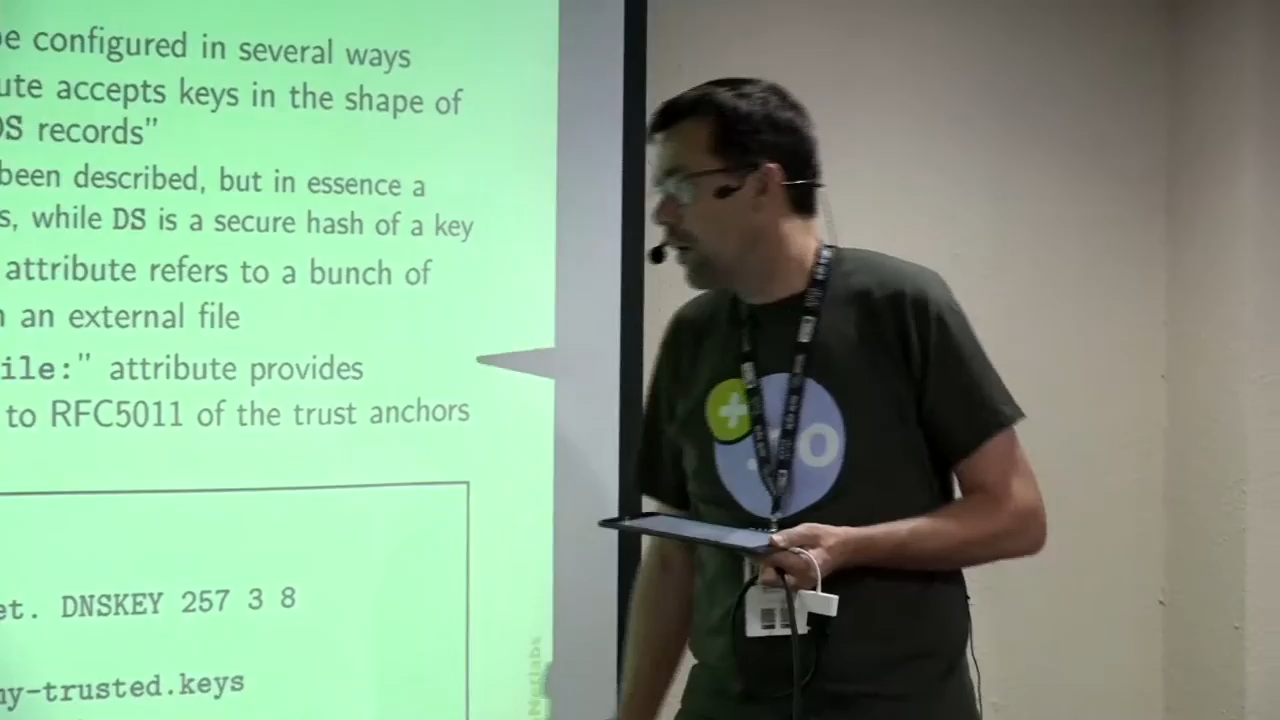 be configured in several ways
ute accepts keys in the shape of
DS records"
been described, but in essence a
s, while DS is a secure hash of a key
attribute refers to a bunch of
n an external file
ile:" attribute provides
to RFC5011 of the trust anchors
et. DNSKEY 257 3 8
my-trusted.keys
Netlabs